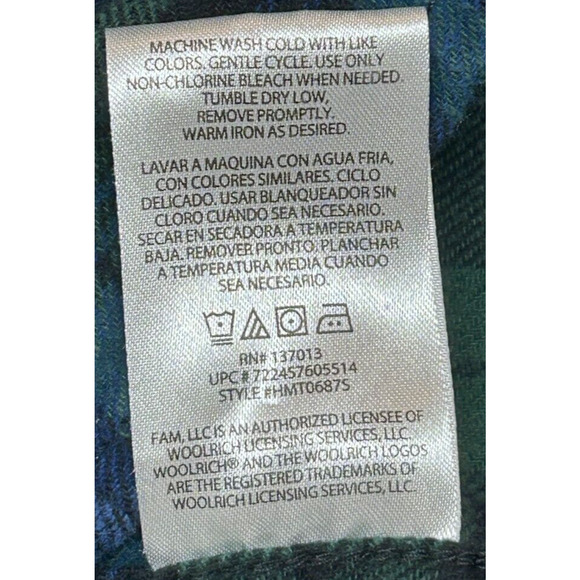 MACHINE WASH COLD WITH LIKE
COLORS. GENTLE CYCLE. USE ONLY
NON-CHLORINE BLEACH WHEN NEEDED.
TUMBLE DRY LOW,
REMOVE PROMPTLY.
WARM IRON AS DESIRED.
LAVAR A MAQUINA CON AGUA FRIA,
CON COLORES SIMILARES. CICLO
DELICADO. USAR BLANQUEADOR SIN
CLORO CUANDO SEA NECESARIO.
SECAR EN SECADORA A TEMPERATURA
BAJA. REMOVER PRONTO. PLANCHAR
A TEMPERATURA MEDIA CUANDO
SEA NECESARIO.
RN# 137013
UPC # 722457605514
STYLE #HMT0687S
FAM, LLC IS AN AUTHORIZED LICENSEE OF
WOOLRICH LICENSING SERVICES, LLC.
WOOLRICH® AND THE WOOLRICH LOGOS
ARE THE REGISTERED TRADEMARKS OF
WOOLRICH LICENSING SERVICES, LLC.